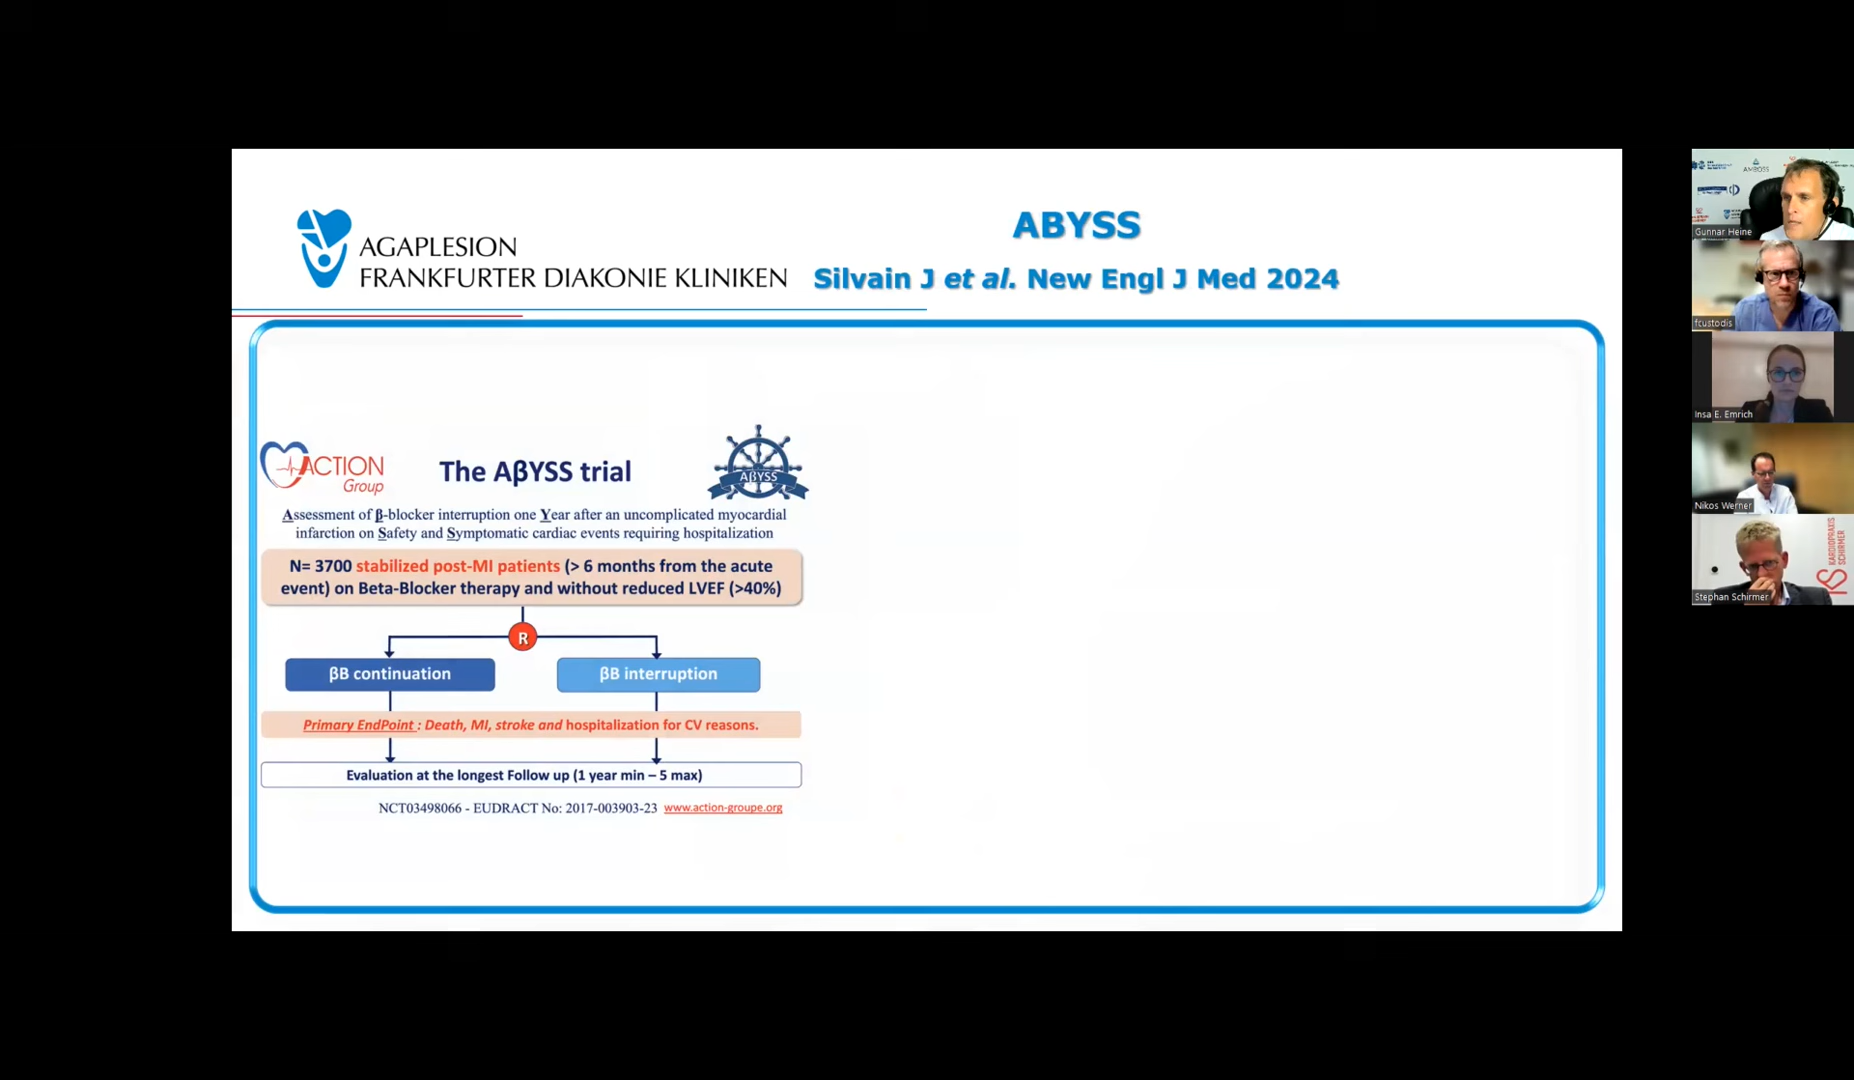 AGAPLESION
FRANKFURTER DIAKONIE KLINIKEN
ABYSS
Silvain J et al. New Engl J Med 2024
ACTION
Group
The AβYSS trial
AβYSS
Assessment of β-blocker interruption one Year after an uncomplicated myocardial
infarction on Safety and Symptomatic cardiac events requiring hospitalization
N= 3700 stabilized post-MI patients (> 6 months from the acute
event) on Beta-Blocker therapy and without reduced LVEF (>40%)
R
βB continuation
βB interruption
Primary EndPoint : Death, MI, stroke and hospitalization for CV reasons.
Evaluation at the longest Follow up (1 year min – 5 max)
NCT03498066 - EUDRACT No: 2017-003903-23 www.action-groupe.org
AMBOSS
Gunnar Heine
fcustodis
Insa E. Emrich
Nikos Werner
KARDIOPRAXIS
SCHIRMER
Stephan Schirmer